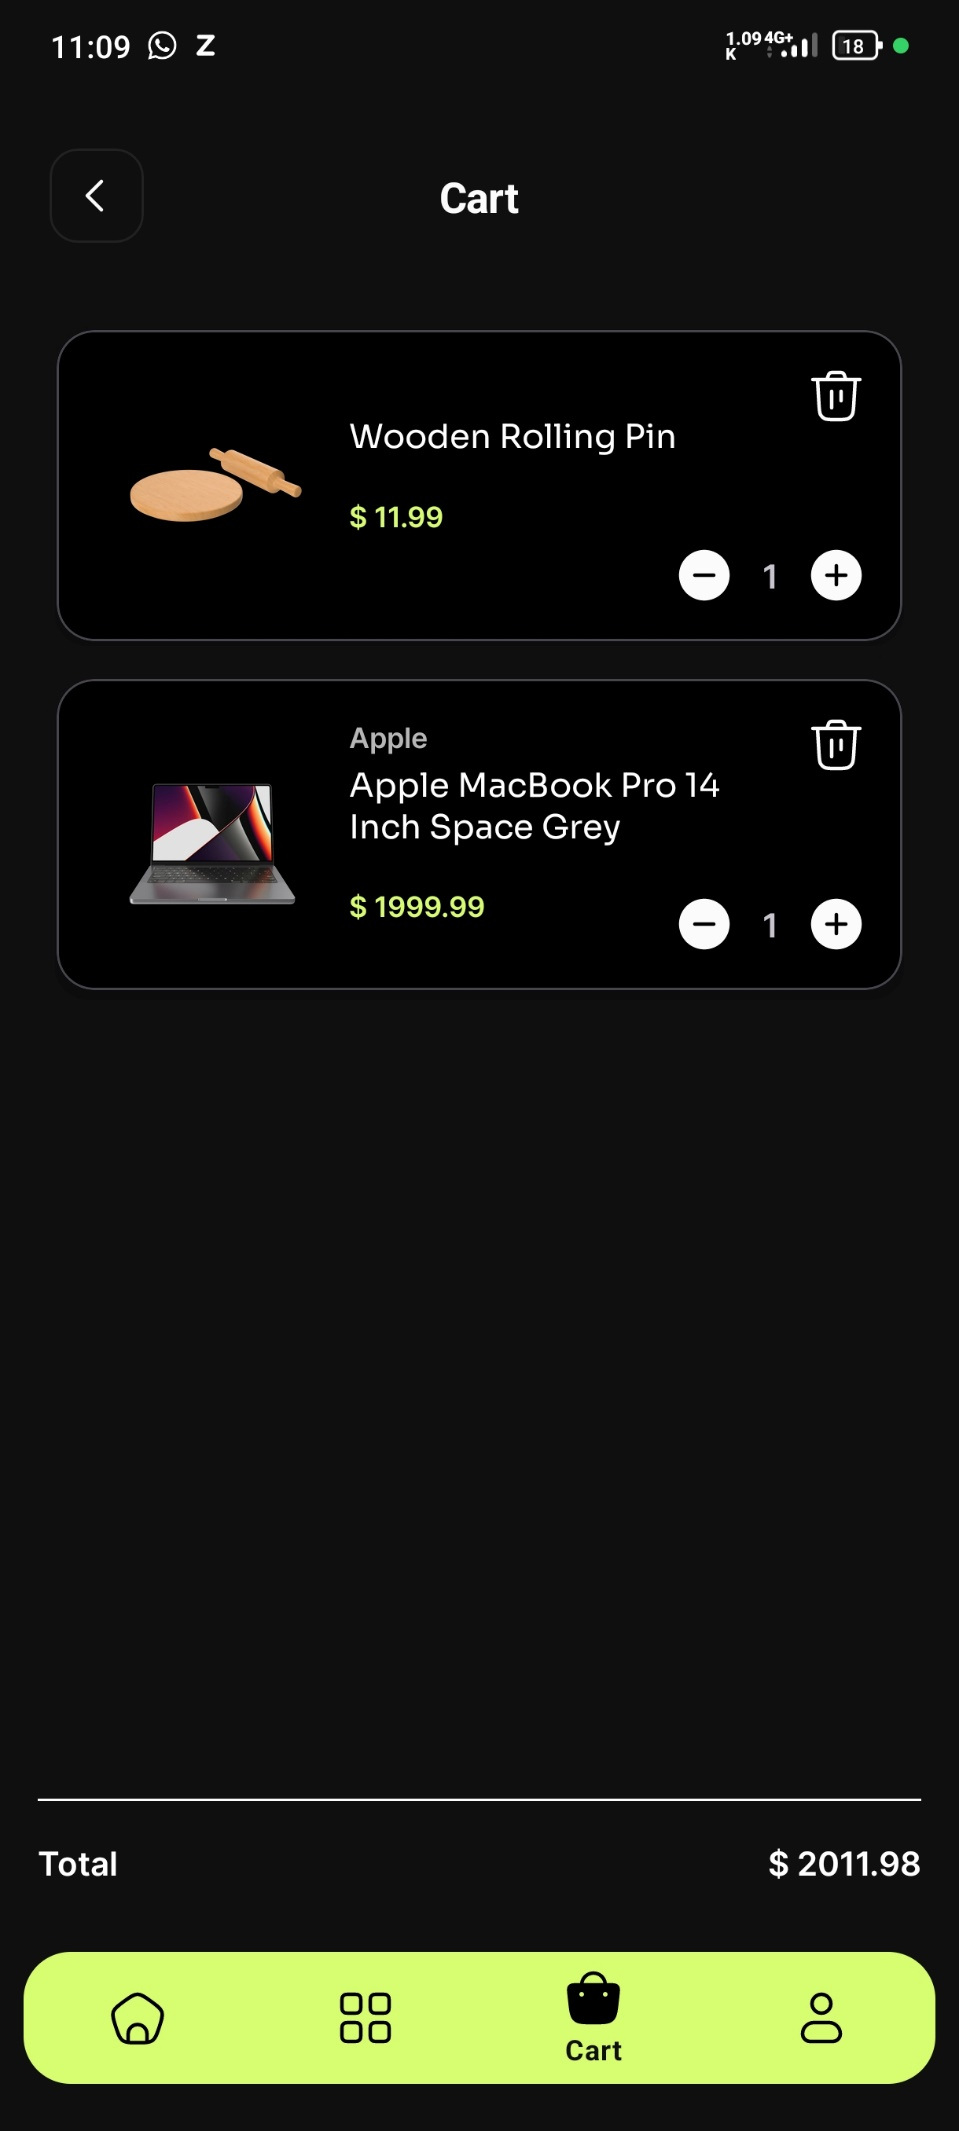 11:09 Z 1.09 K 4G+ 18
Cart
Wooden Rolling Pin
$ 11.99
1
Apple
Apple MacBook Pro 14
Inch Space Grey
$ 1999.99
1
Total $ 2011.98
Cart